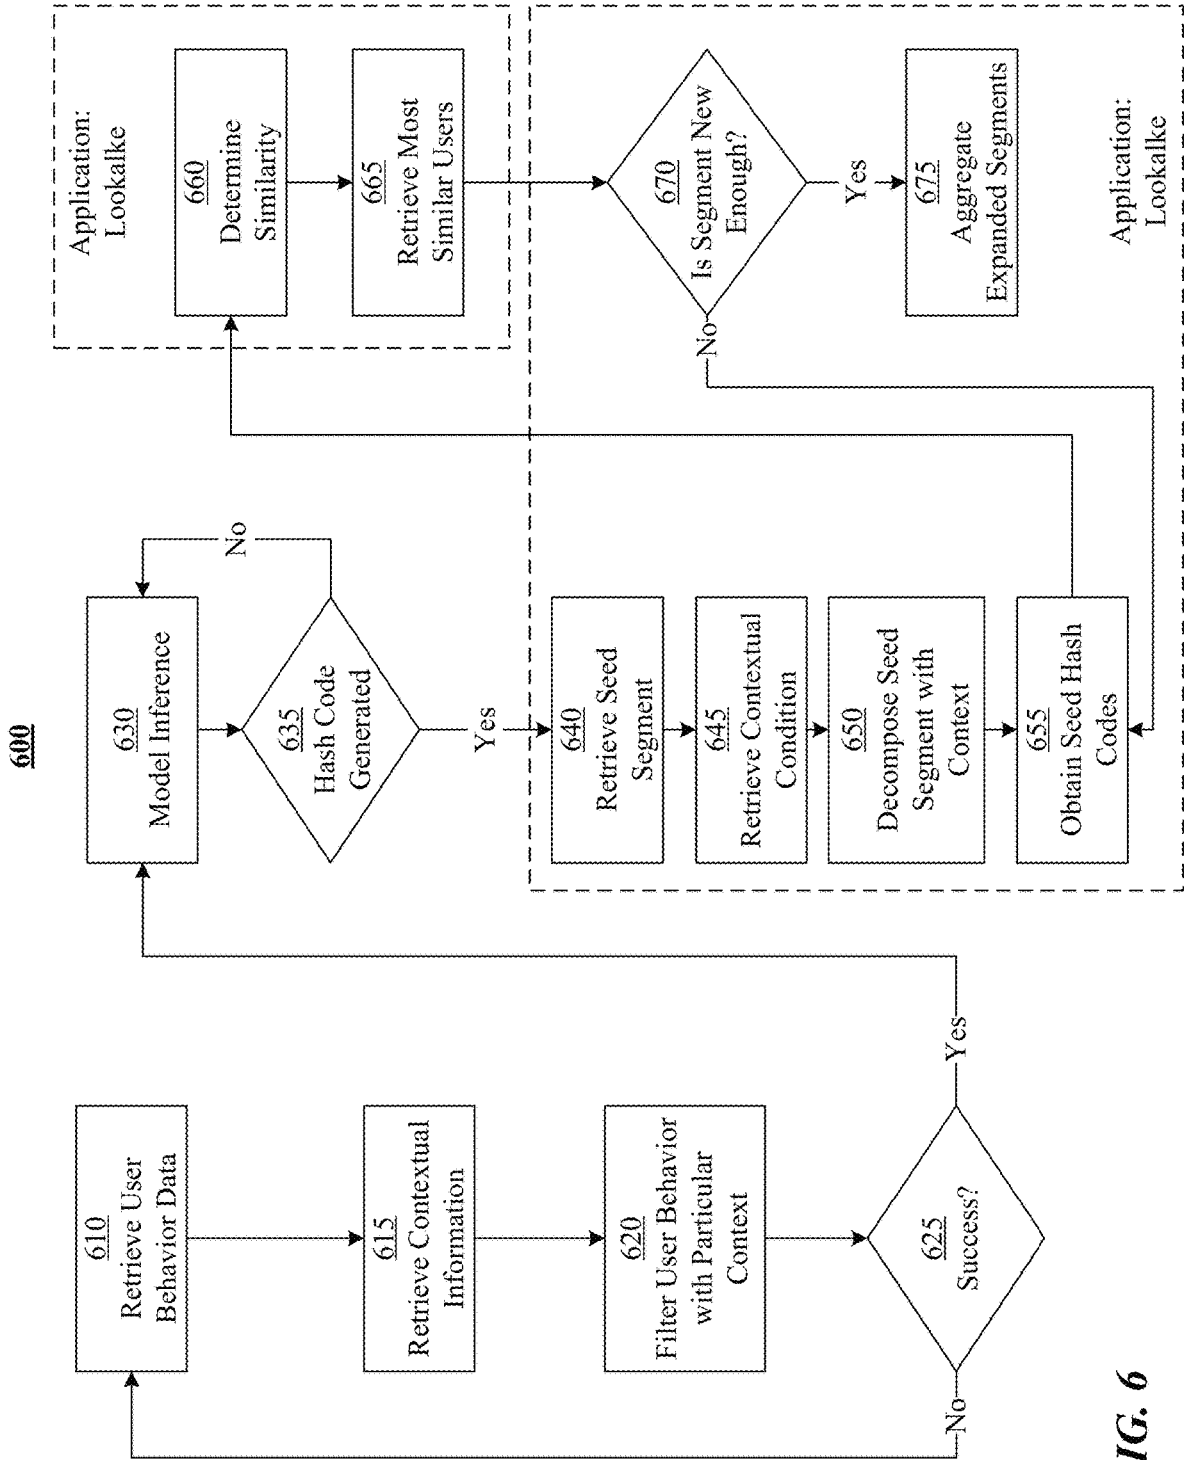 600
610
Retrieve User
Behavior Data
615
Retrieve Contextual
Information
620
Filter User Behavior
with Particular
Context
625
Success?
No
Yes
630
Model Inference
635
Hash Code
Generated
No
Yes
640
Retrieve Seed
Segment
645
Retrieve Contextual
Condition
650
Decompose Seed
Segment with
Context
655
Obtain Seed Hash
Codes
Application:
Lookalke
660
Determine
Similarity
665
Retrieve Most
Similar Users
670
Is Segment New
Enough?
No
Yes
675
Aggregate
Expanded Segments
Application:
Lookalke
IG. 6